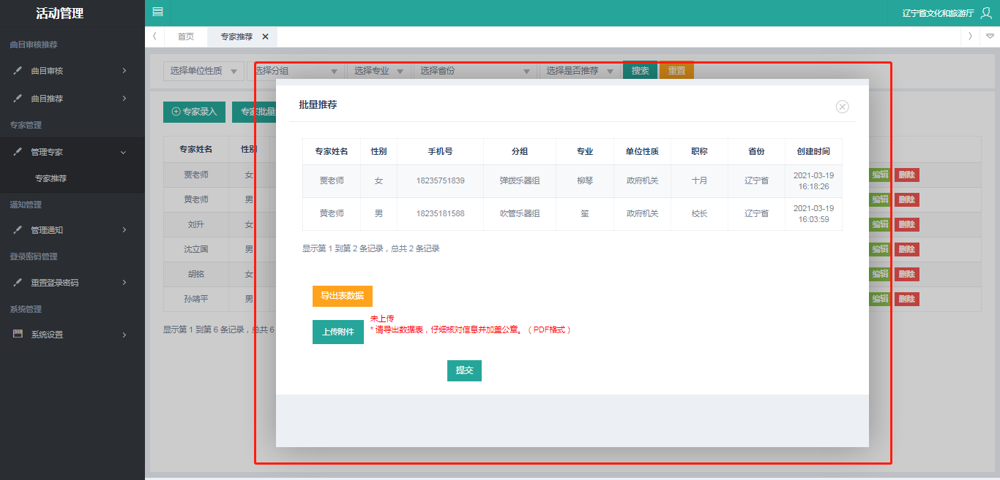 活动管理
辽宁省文化和旅游厅
曲目审核推荐
曲目审核
曲目推荐
专家管理
管理专家
专家推荐
通知管理
管理通知
登录密码管理
重置登录密码
系统管理
系统设置
首页 专家推荐
选择单位性质 选择分组 选择专业 选择省份 选择是否推荐 搜索 重置
专家录入 专家批量
专家姓名 性别
贾老师 女 编辑 删除
黄老师 男 编辑 删除
刘升 女 编辑 删除
沈立国 男 编辑 删除
胡铭 女 编辑 删除
孙靖平 男 编辑 删除
显示第 1 到第 6 条记录，总共 6
批量推荐
专家姓名 性别 手机号 分组 专业 单位性质 职称 省份 创建时间
贾老师 女 18235751839 弹拨乐器组 柳琴 政府机关 十月 辽宁省 2021-03-19
16:18:26
黄老师 男 18235181588 吹管乐器组 笙 政府机关 校长 辽宁省 2021-03-19
16:03:59
显示第 1 到第 2 条记录，总共 2 条记录
导出表数据
上传附件
未上传
* 请导出数据表，仔细核对信息并加盖公章。（ PDF格式 ）
提交